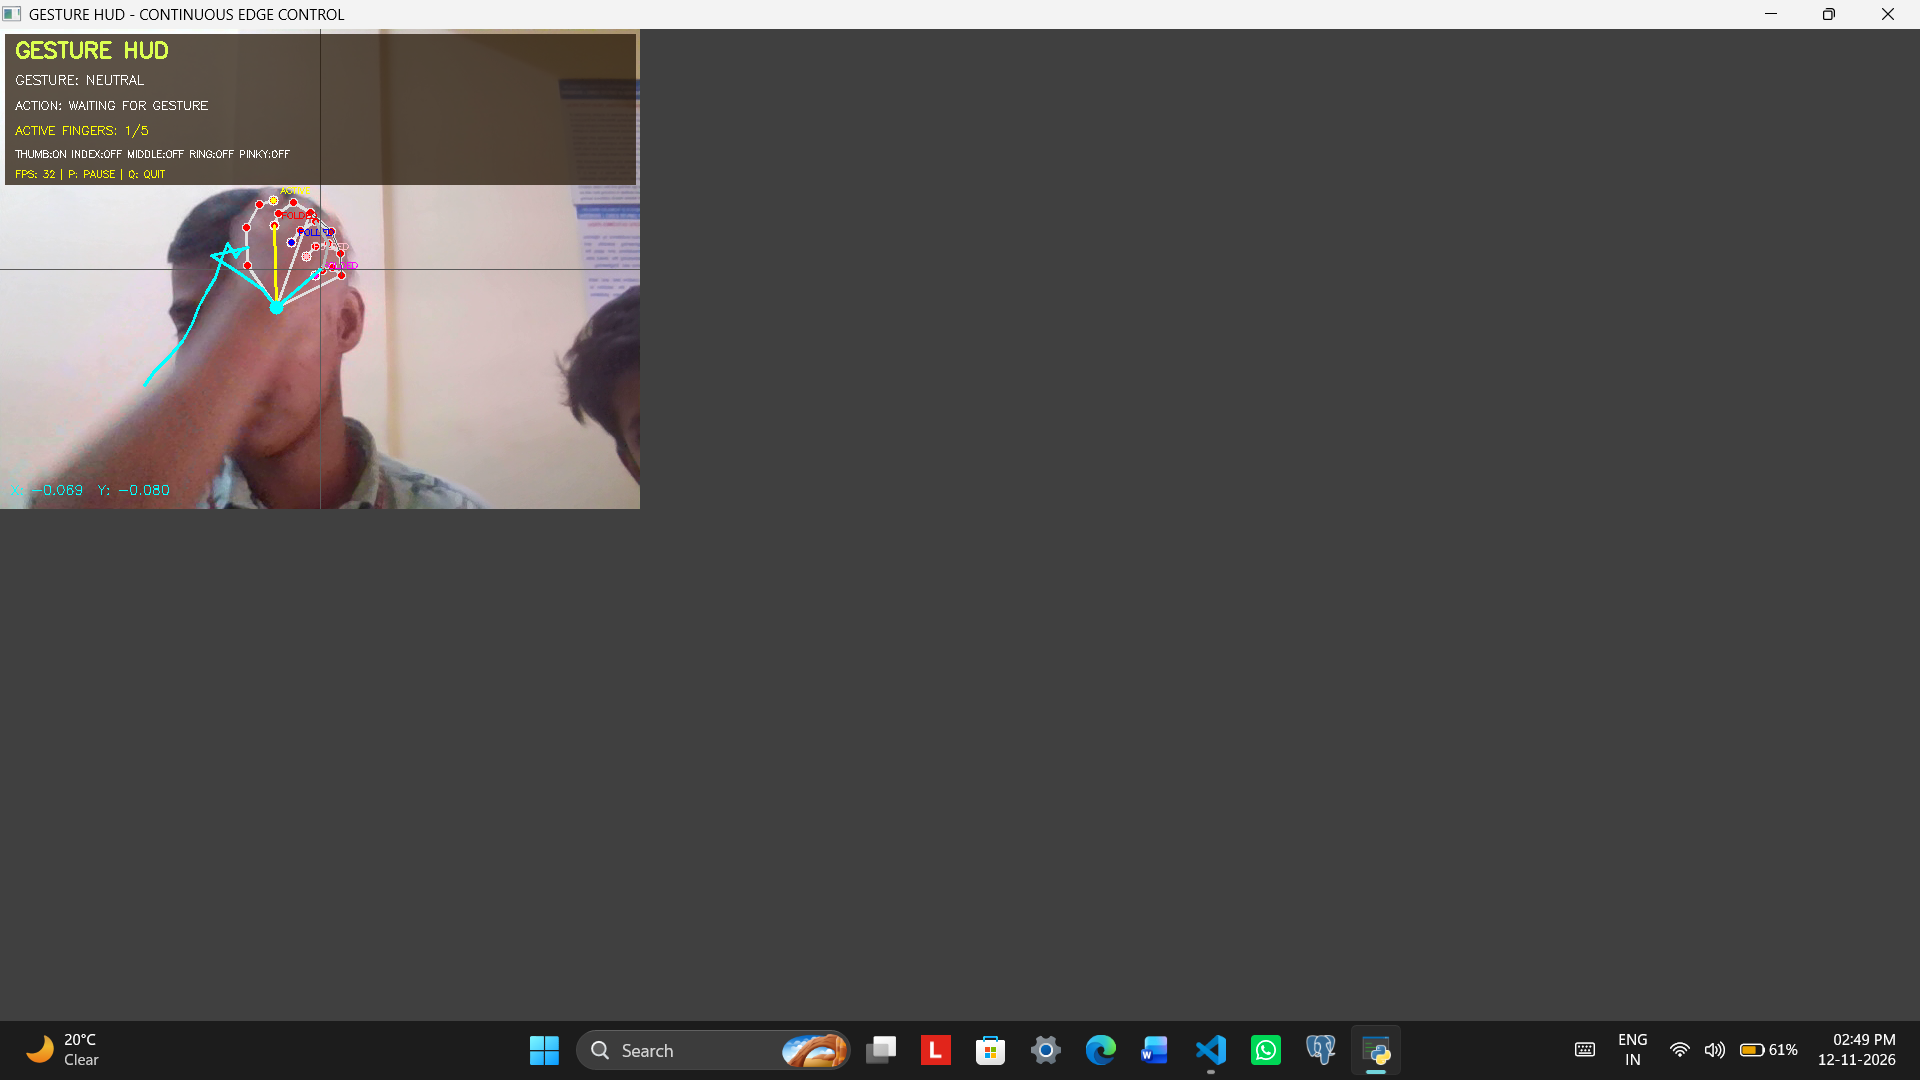 GESTURE HUD - CONTINUOUS EDGE CONTROL
GESTURE HUD
GESTURE: NEUTRAL
ACTION: WAITING FOR GESTURE
ACTIVE FINGERS: 1/5
THUMB:ON INDEX:OFF MIDDLE:OFF RING:OFF PINKY:OFF
FPS: 32 | P: PAUSE | Q: QUIT
FOLDED
X: -0.069 Y: -0.080
20°C
Clear
Search
L
W
ENG
IN
61%
02:49 PM
12-11-2026